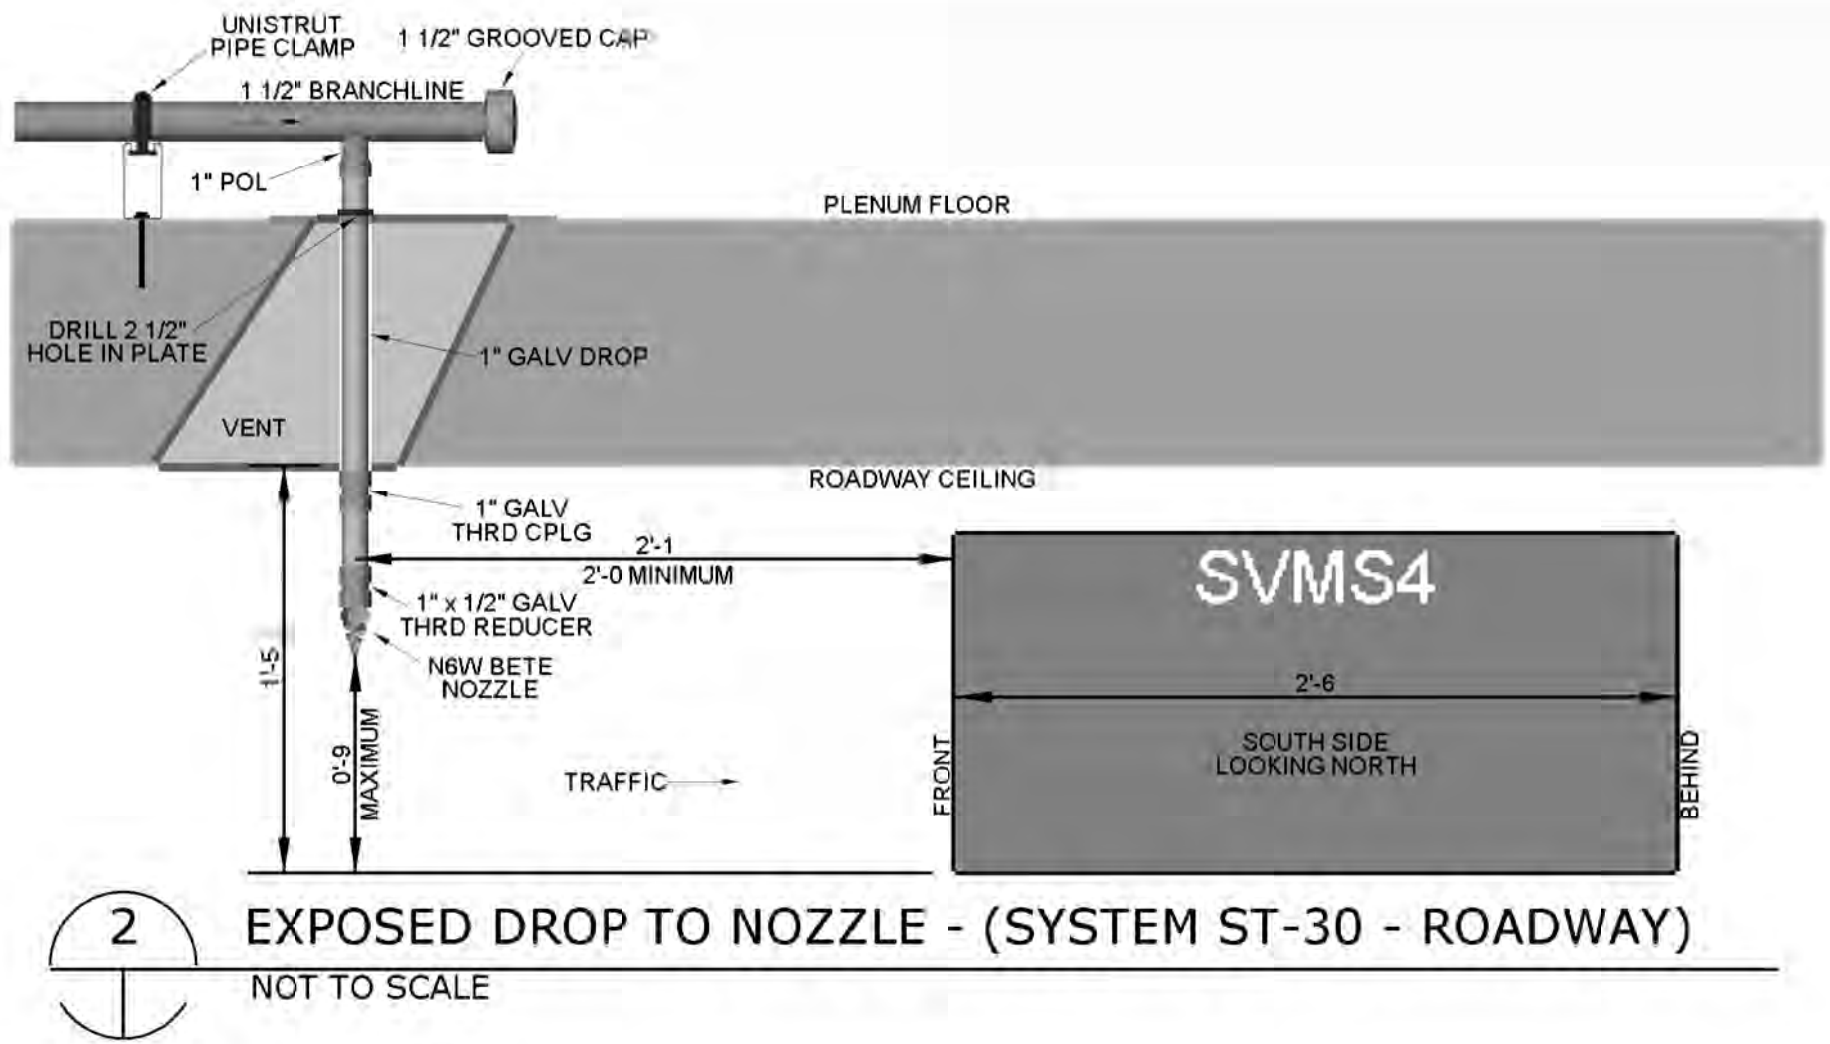 UNISTRUT
PIPE CLAMP
1 1/2" GROOVED CAP
1 1/2" BRANCHLINE
1" POL
PLENUM FLOOR
DRILL 2 1/2"
HOLE IN PLATE
1" GALV DROP
VENT
ROADWAY CEILING
1" GALV
THRD CPLG
2'-1
2'-0 MINIMUM
SVMS4
1" x 1/2" GALV
THRD REDUCER
N6W BETE
NOZZLE
1'-5
0'-9
MAXIMUM
2'-6
TRAFFIC
FRONT
SOUTH SIDE
LOOKING NORTH
BEHIND
2
EXPOSED DROP TO NOZZLE - (SYSTEM ST-30 - ROADWAY)
NOT TO SCALE